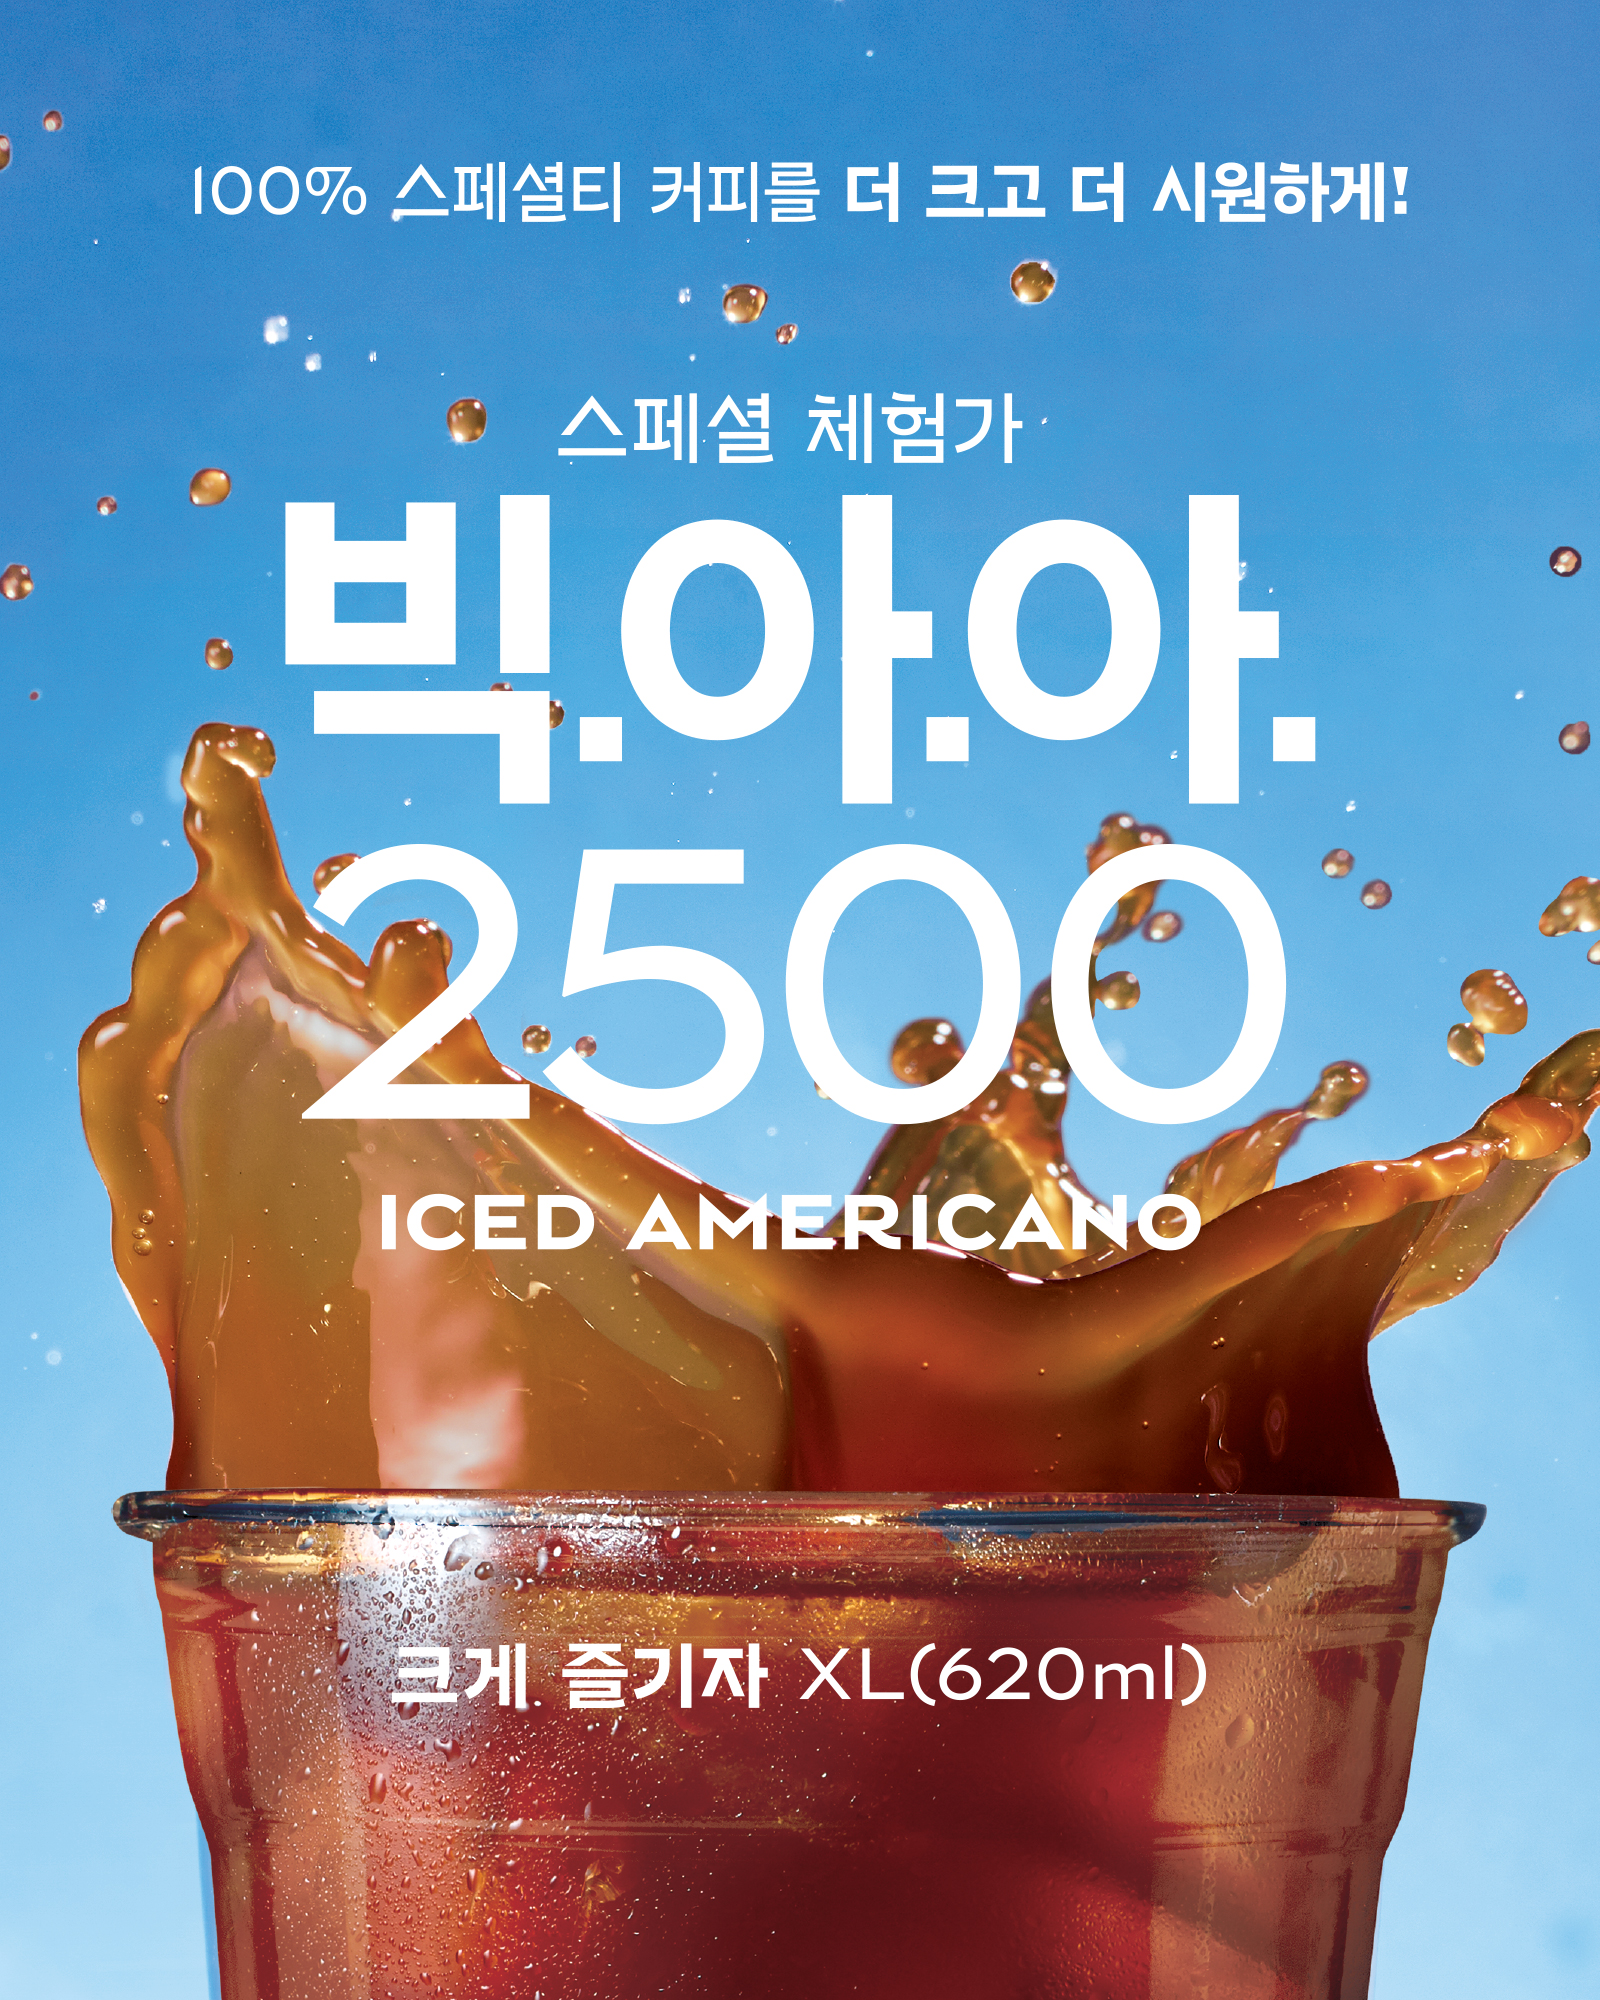 100% 스페셜티 커피를 더 크고 더 시원하게!
스페셜 체험가
빅.아.아.
2500
ICED AMERICANO
크게 즐기자 XL(620ml)